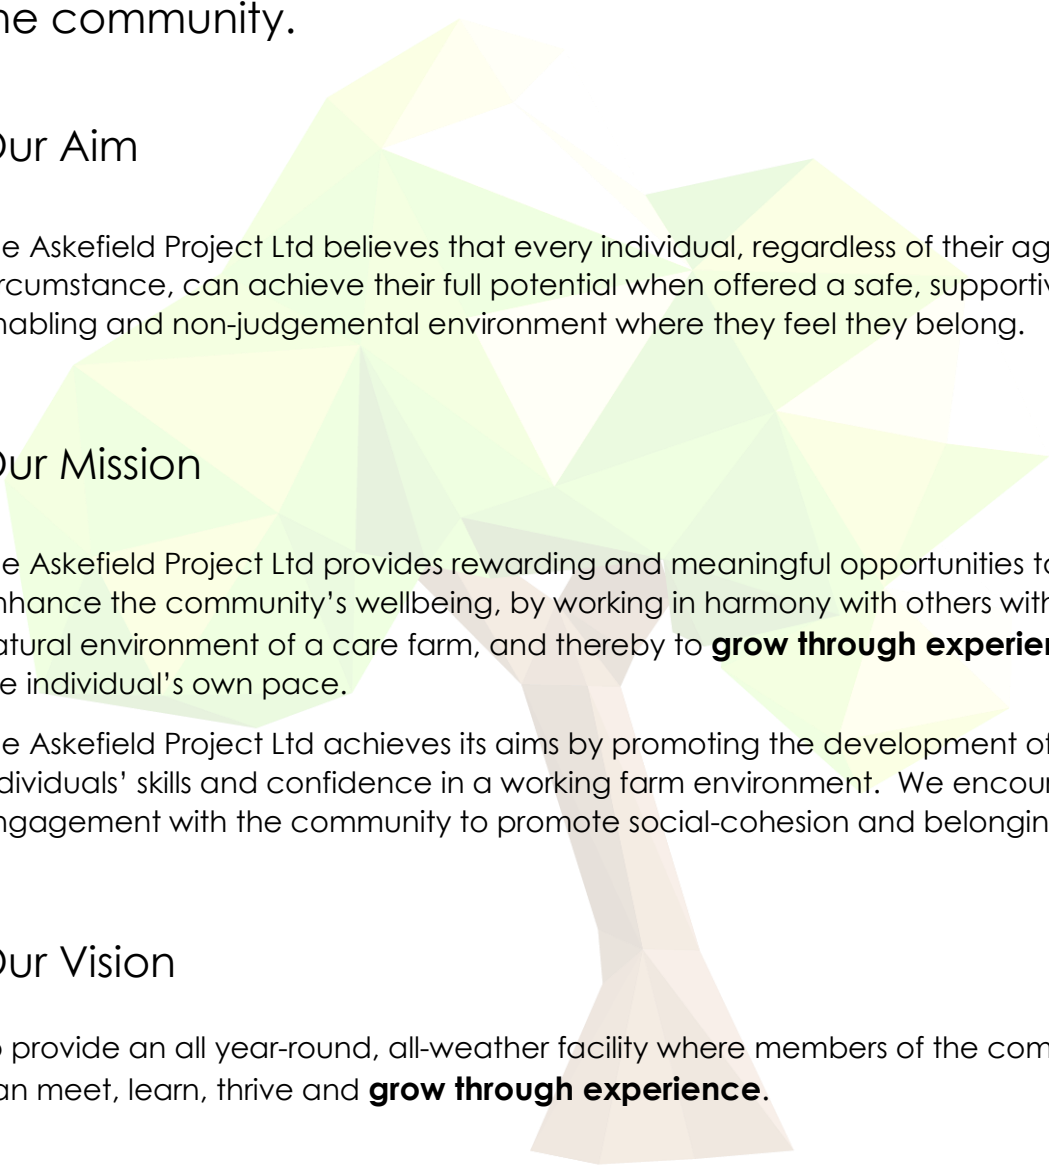 he community.
Our Aim
e Askefield Project Ltd believes that every individual, regardless of their ag
rcumstance, can achieve their full potential when offered a safe, supportiv
nabling and non-judgemental environment where they feel they belong.
Our Mission
e Askefield Project Ltd provides rewarding and meaningful opportunities to
nhance the community’s wellbeing, by working in harmony with others with
atural environment of a care farm, and thereby to grow through experien
e individual’s own pace.
e Askefield Project Ltd achieves its aims by promoting the development of
dividuals’ skills and confidence in a working farm environment.  We encour
ngagement with the community to promote social-cohesion and belongin
Our Vision
o provide an all year-round, all-weather facility where members of the com
an meet, learn, thrive and grow through experience.